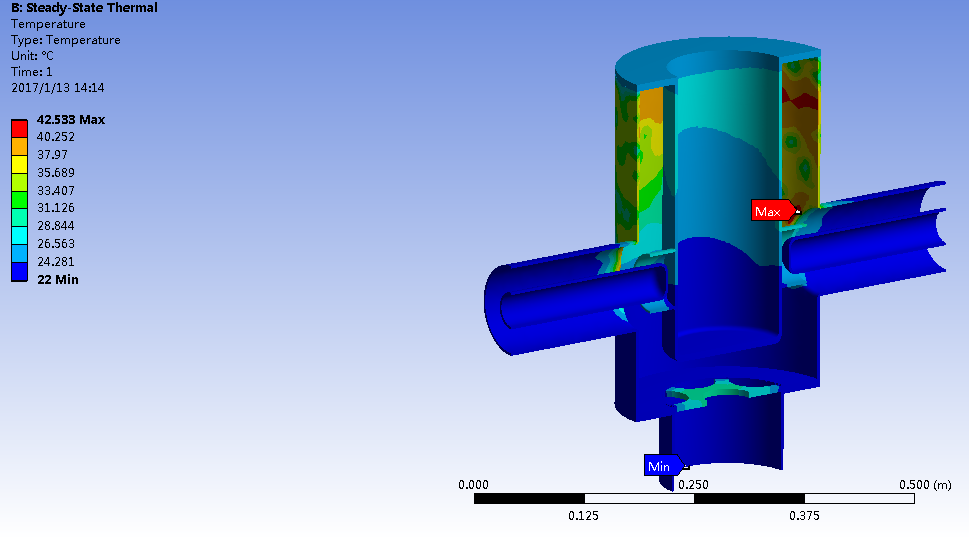 B: Steady-State Thermal
Temperature
Type: Temperature
Unit: °C
Time: 1
2017/1/13 14:14
42.533 Max
40.252
37.97
35.689
33.407
31.126
28.844
26.563
24.281
22 Min
Max
Min
0.000
0.250
0.500 (m)
0.125
0.375